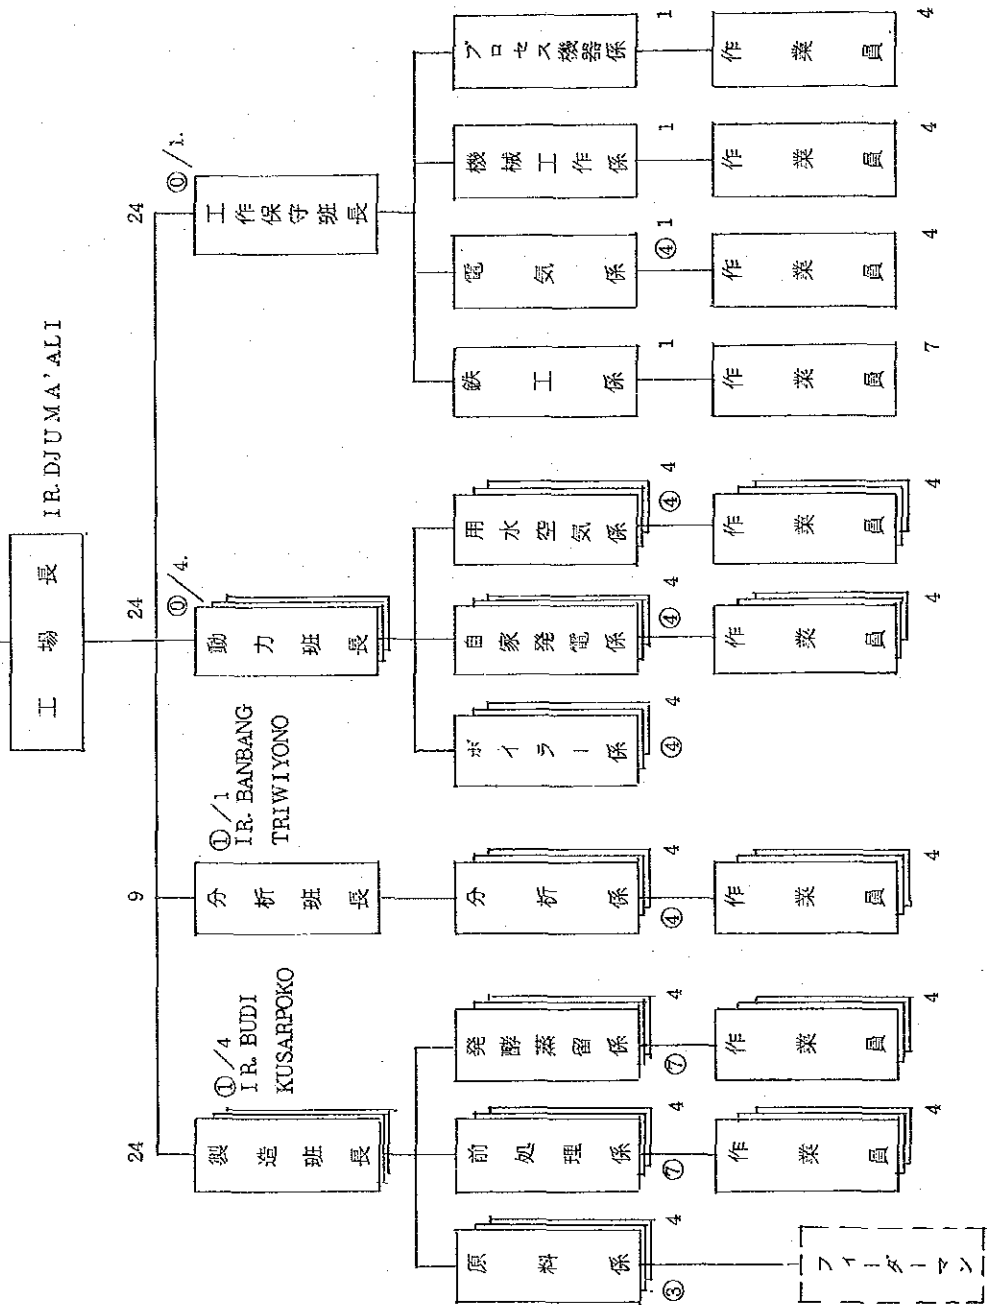 工場長
IR. DJUMA'ALI
24
9
24
24
①/4
IR. BUDI
KUSARPOKO
製造班長
①/1
IR. BANBANG
TRIWIYONO
分析班長
⓪/4.
動力班長
⓪/1.
工作保守班長
原料係
③
4
前処理係
⑦
4
発酵蒸留係
⑦
4
分析係
④
4
ボイラー係
④
4
自家発電係
④
4
用水空気係
④
4
鉄工係
1
電気係
④
1
機械工作係
1
プロセス機器係
1
フィーダーマン
作業員
4
作業員
4
作業員
4
作業員
4
作業員
4
作業員
7
作業員
4
作業員
4
作業員
4